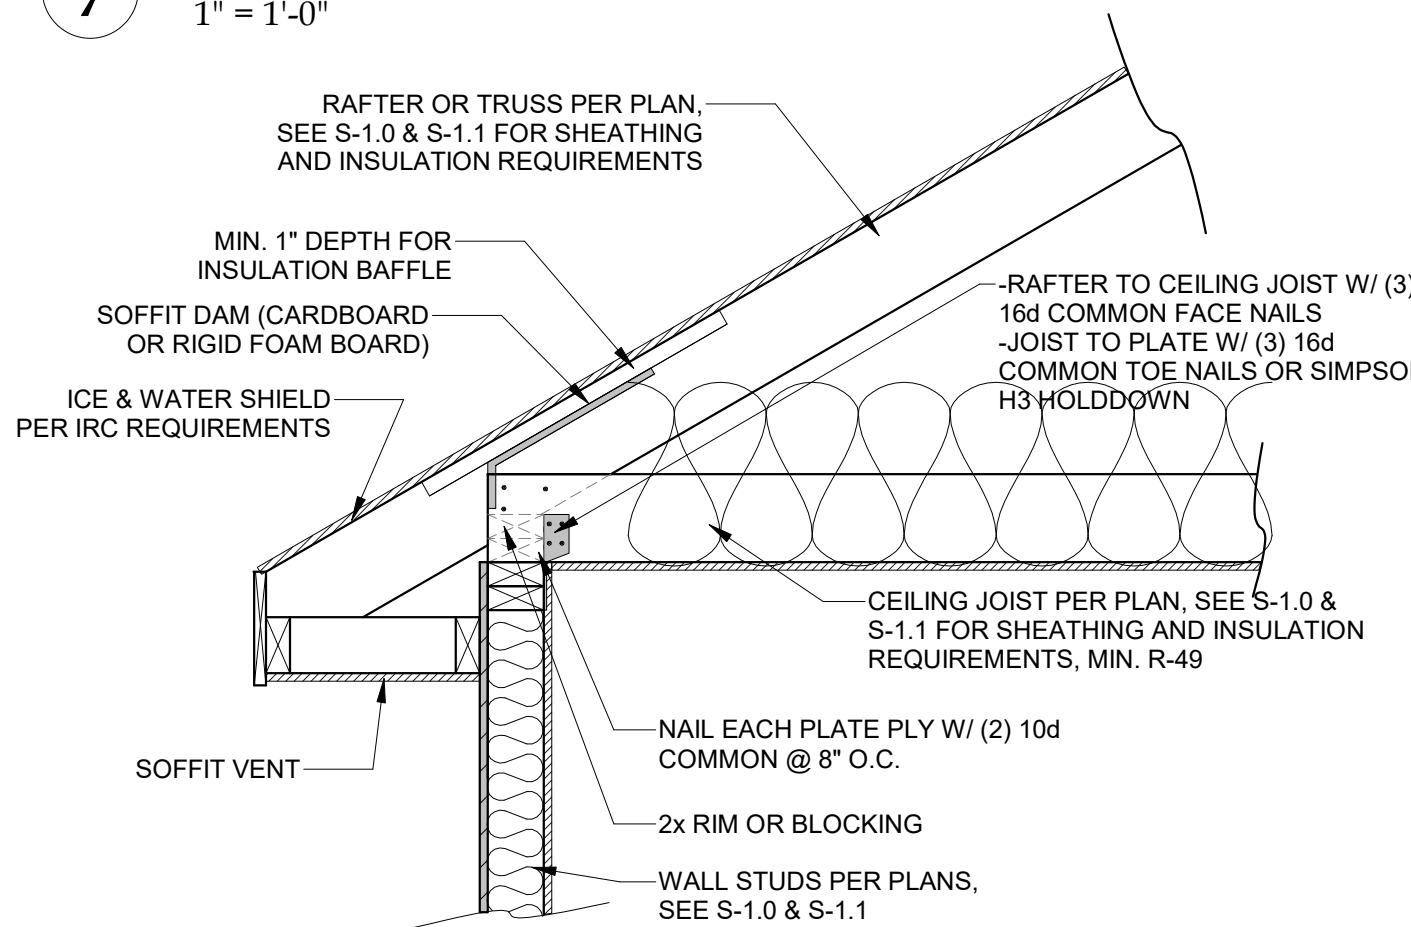 7
1" = 1'-0"
RAFTER OR TRUSS PER PLAN,
SEE S-1.0 & S-1.1 FOR SHEATHING
AND INSULATION REQUIREMENTS
MIN. 1" DEPTH FOR
INSULATION BAFFLE
SOFFIT DAM (CARDBOARD
OR RIGID FOAM BOARD)
ICE & WATER SHIELD
PER IRC REQUIREMENTS
-RAFTER TO CEILING JOIST W/ (3)
16d COMMON FACE NAILS
-JOIST TO PLATE W/ (3) 16d
COMMON TOE NAILS OR
H3 HOLDDOWN
CEILING JOIST PER PLAN, SEE S-1.0 &
S-1.1 FOR SHEATHING AND INSULATION
REQUIREMENTS, MIN. R-49
NAIL EACH PLATE PLY W/ (2) 10d
COMMON @ 8" O.C.
SOFFIT VENT
2x RIM OR BLOCKING
WALL STUDS PER PLANS,
SEE S-1.0 & S-1.1